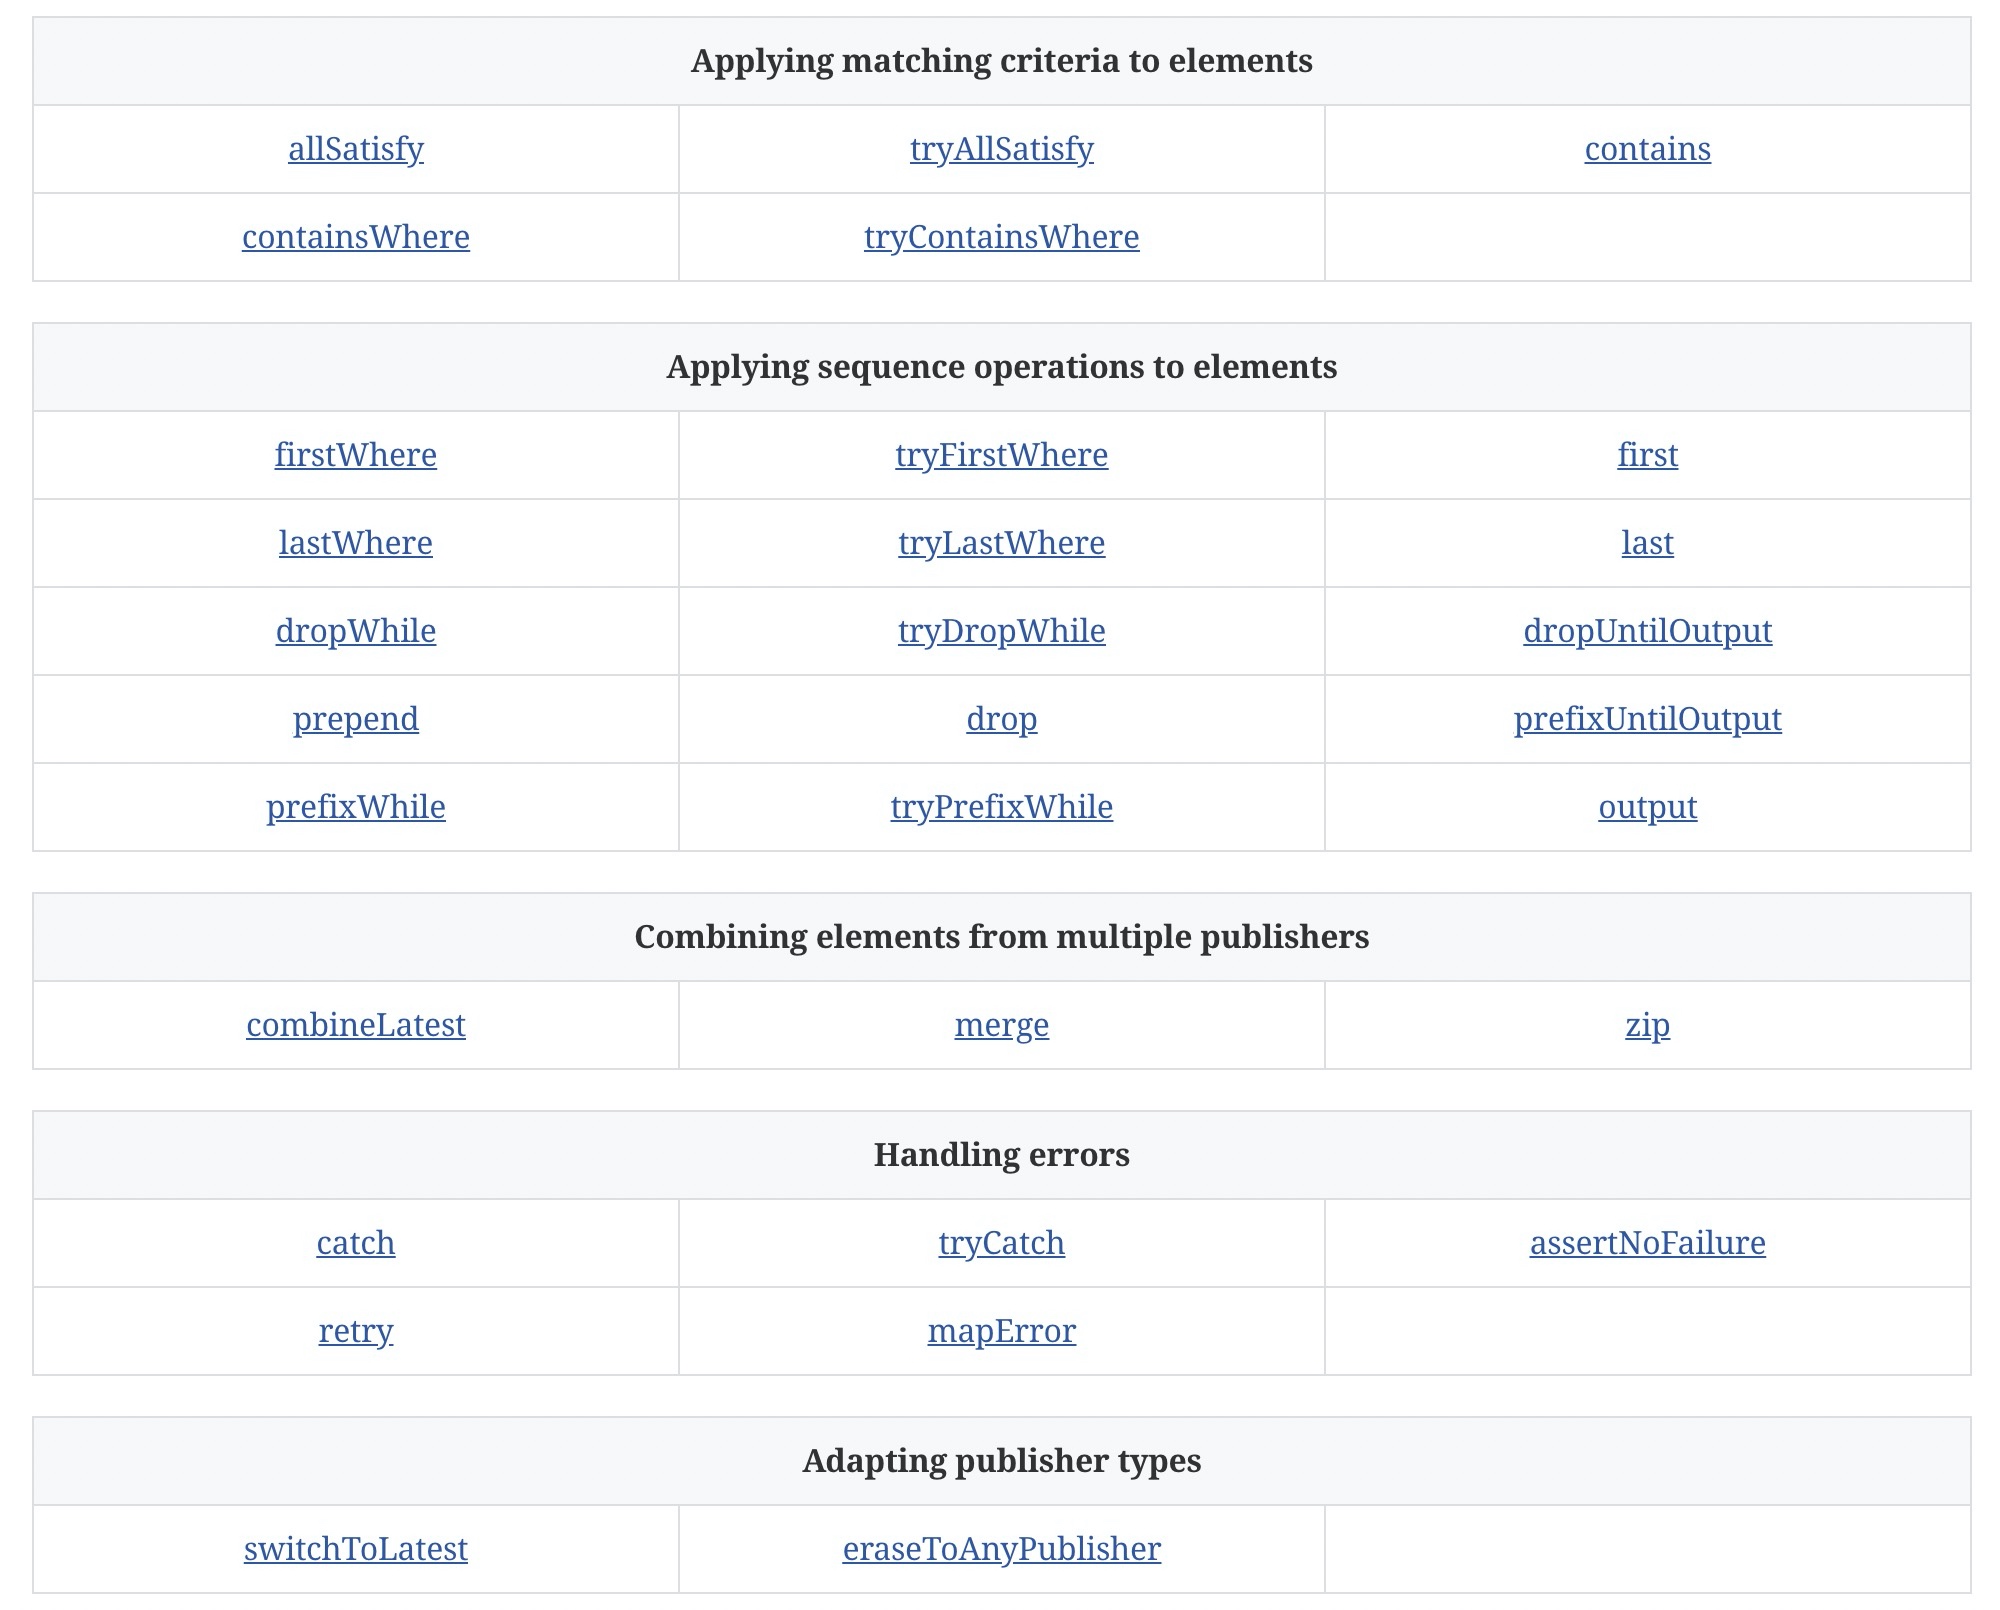 Applying matching criteria to elements
allSatisfy tryAllSatisfy contains
containsWhere tryContainsWhere
Applying sequence operations to elements
firstWhere tryFirstWhere first
lastWhere tryLastWhere last
dropWhile tryDropWhile dropUntilOutput
prepend drop prefixUntilOutput
prefixWhile tryPrefixWhile output
Combining elements from multiple publishers
combineLatest merge zip
Handling errors
catch tryCatch assertNoFailure
retry mapError
Adapting publisher types
switchToLatest eraseToAnyPublisher